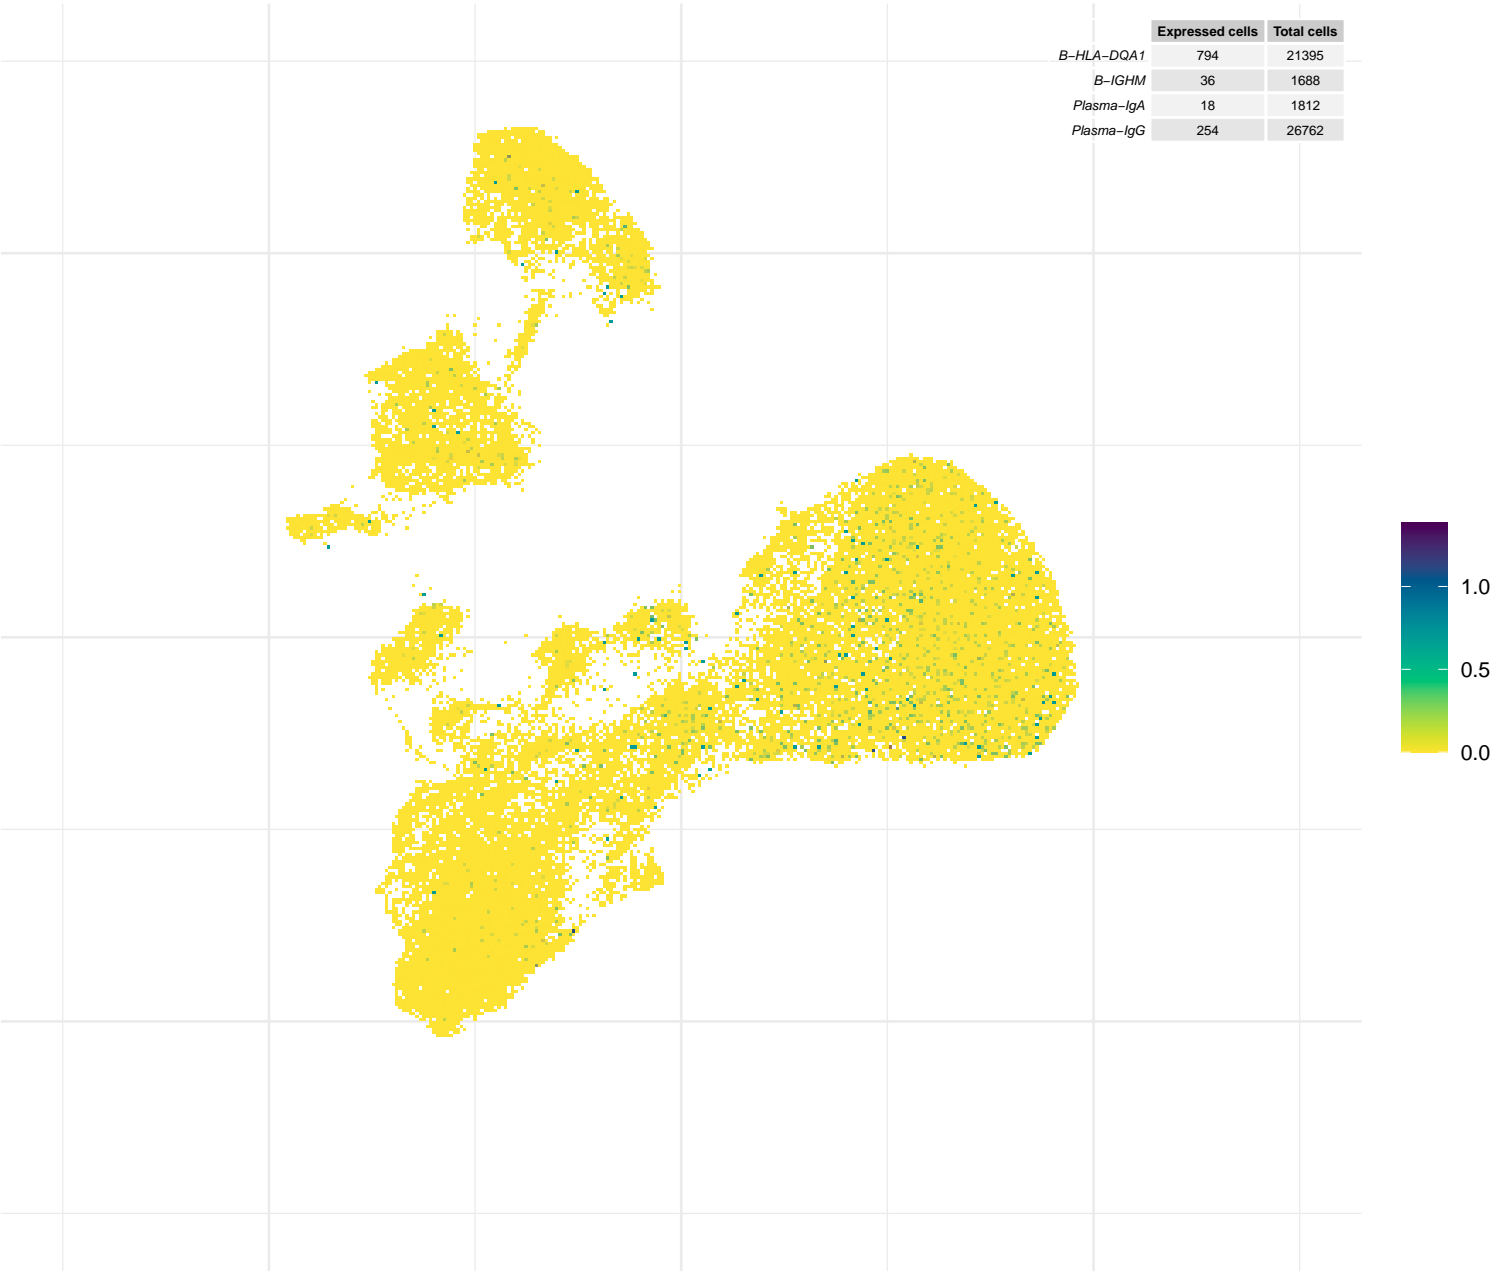 Expressed cells Total cells
B-HLA-DQA1 794 21395
B-IGHM 36 1688
Plasma-IgA 18 1812
Plasma-IgG 254 26762
1.0
0.5
0.0